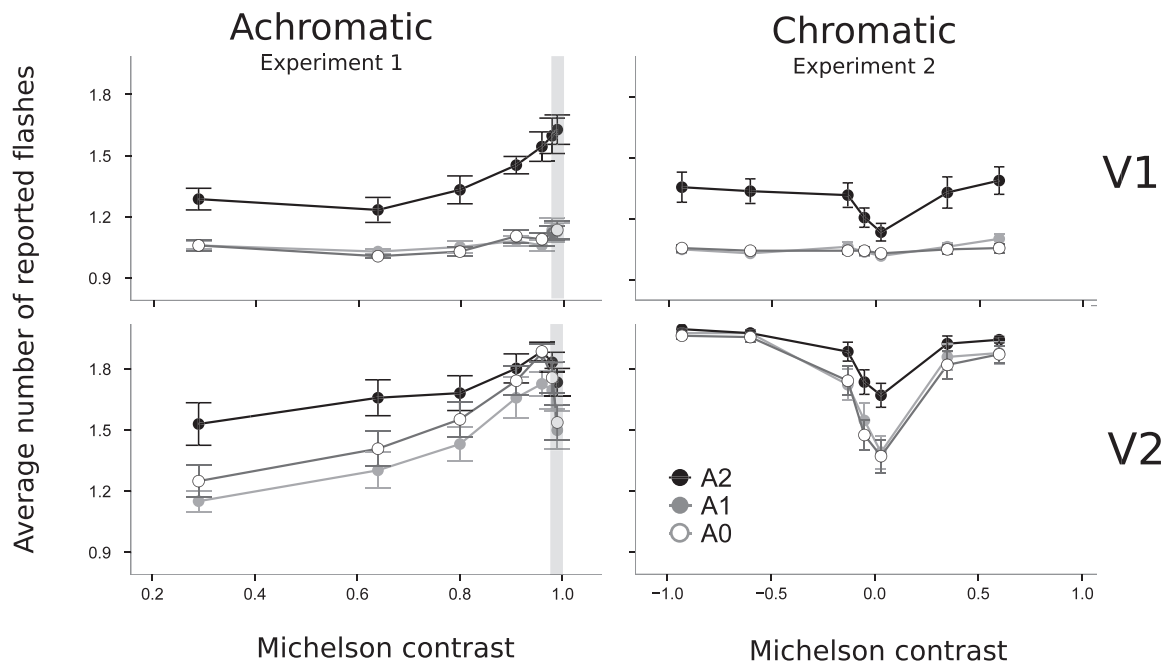 Achromatic
Chromatic
Experiment 1
Experiment 2
Average number of reported flashes
1.8
1.5
1.2
0.9
V1
1.8
1.5
1.2
0.9
V2
A2
A1
A0
0.2 0.4 0.6 0.8 1.0
−1.0 −0.5 0.0 0.5 1.0
Michelson contrast
Michelson contrast